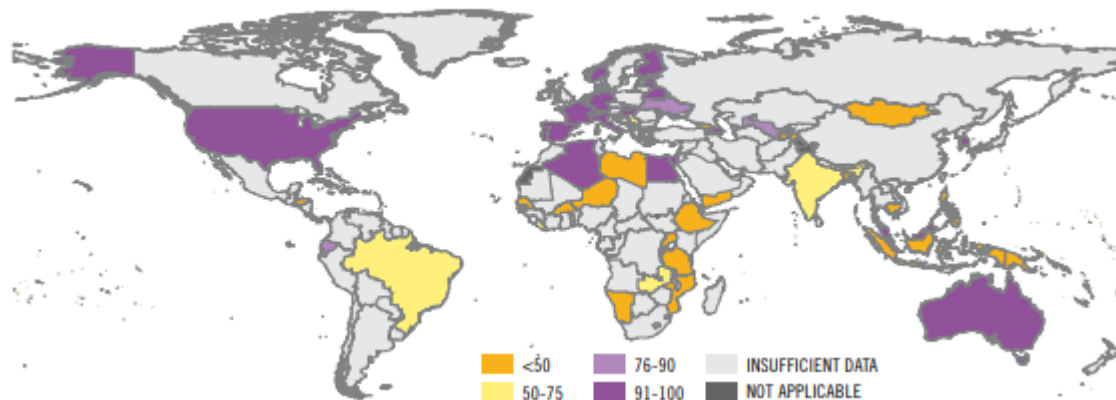 <50 76-90 INSUFFICIENT DATA
50-75 91-100 NOT APPLICABLE